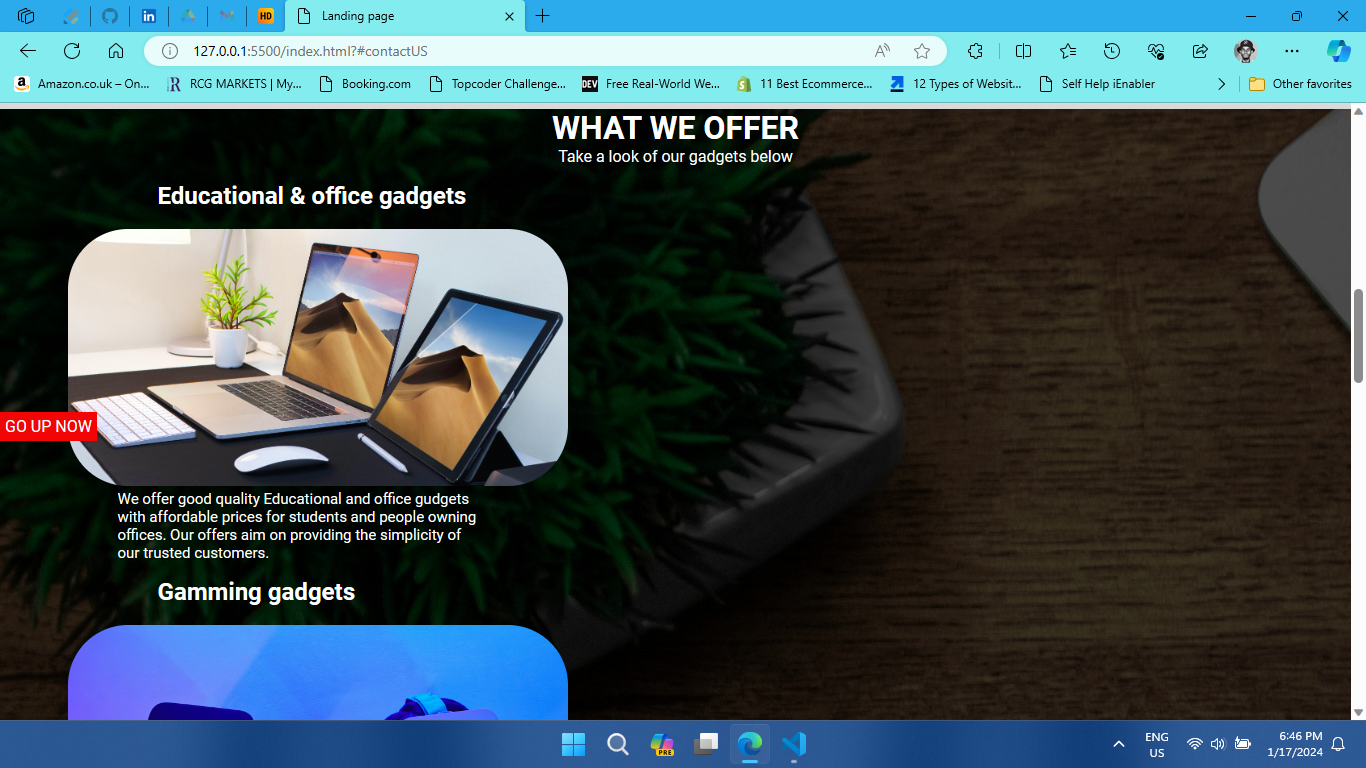 HD
Landing page
127.0.0.1:5500/index.html?#contactUS
Amazon.co.uk – On...
RCG MARKETS | My...
Booking.com
Topcoder Challenge...
DEV
Free Real-World We...
11 Best Ecommerce...
12 Types of Websit...
Self Help iEnabler
Other favorites
WHAT WE OFFER
Take a look of our gadgets below
Educational & office gadgets
GO UP NOW
We offer good quality Educational and office gudgets
with affordable prices for students and people owning
offices. Our offers aim on providing the simplicity of
our trusted customers.
Gamming gadgets
PRE
ENG
US
6:46 PM
1/17/2024